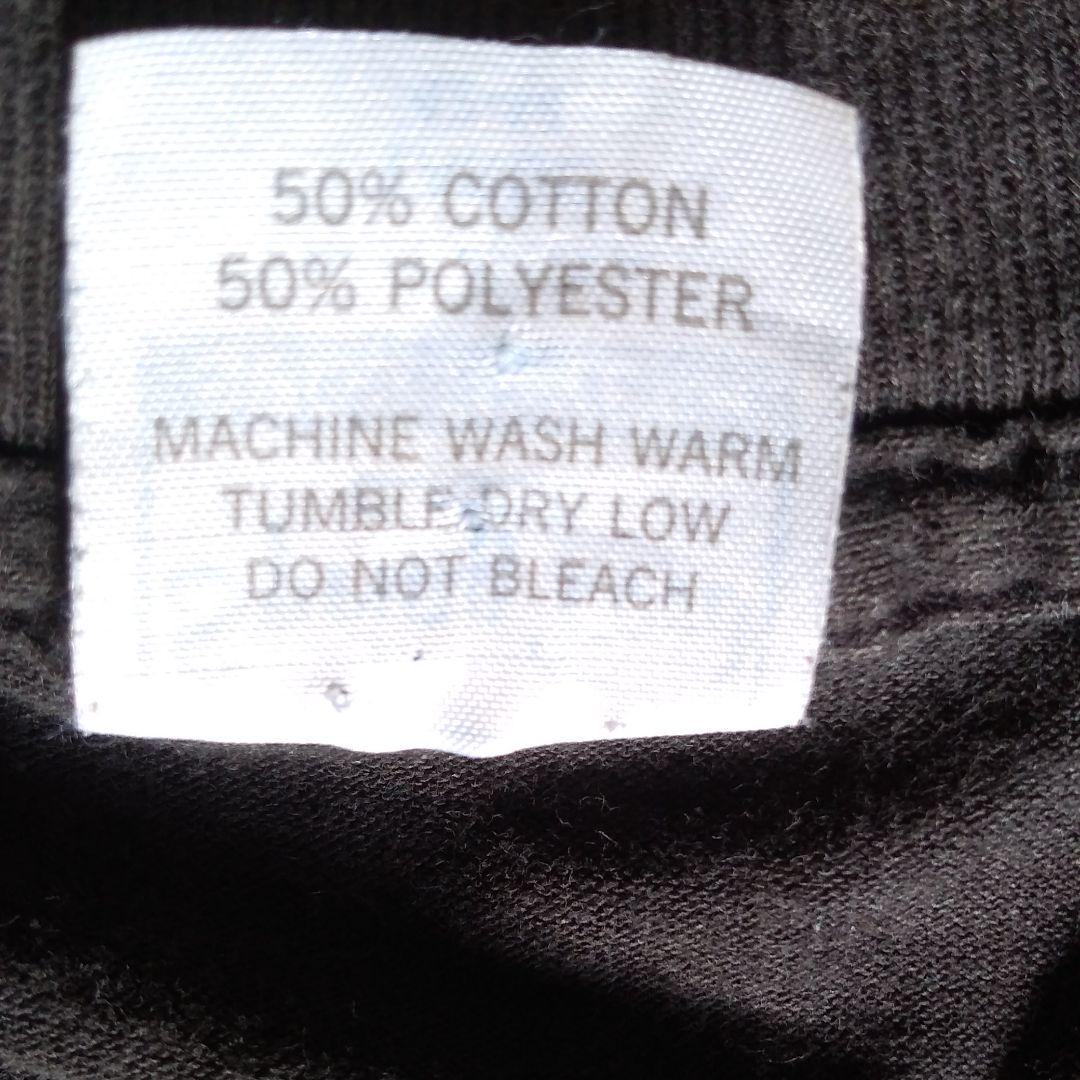 50% COTTON
50% POLYESTER
MACHINE WASH WARM
TUMBLE DRY LOW
DO NOT BLEACH